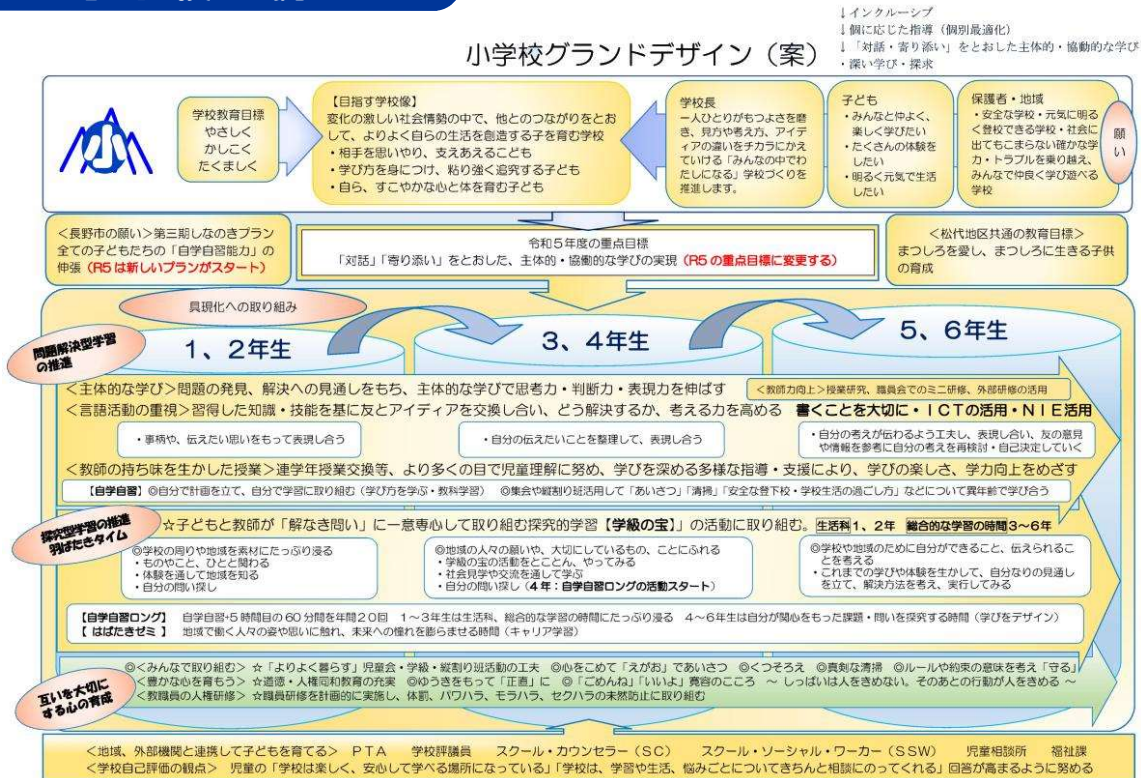 ↓インクルーシブ
↓個に応じた指導（個別最適化）
↓「対話・寄り添い」をとおした主体的・協働的な学び
・深い学び・探求
小学校グランドデザイン（案）
小
学校教育目標
やさしく
かしこく
たくましく
【目指す学校像】
変化の激しい社会情勢の中で、他とのつながりをとお
して、よりよく自らの生活を創造する子を育む学校
・相手を思いやり、支えあえるこども
・学び方を身につけ、粘り強く追究する子ども
・自ら、すこやかな心と体を育む子ども
学校長
一人ひとりがもつよさを磨
き、見方や考え方、アイデ
ィアの違いをチカラにかえ
ていける「みんなの中でわ
たしになる」学校づくりを
推進します。
子ども
・みんなと仲よく、
楽しく学びたい
・たくさんの体験を
したい
・明るく元気で生活
したい
保護者・地域
・安全な学校・元気に明る
く登校できる学校・社会に
出てもこまらない確かな学
力・トラブルを乗り越え、
みんなで仲良く学び遊べる
学校
願い
＜長野市の願い＞第三期しなのきプラン
全ての子どもたちの「自学自習能力」の
伸張（R5 は新しいプランがスタート）
令和５年度の重点目標
「対話」「寄り添い」をとおした、主体的・協働的な学びの実現（R5 の重点目標に変更する）
＜松代地区共通の教育目標＞
まつしろを愛し、まつしろに生きる子供
の育成
具現化への取り組み
1、2年生
3、4年生
5、6年生
問題解決型学習
の推進
＜主体的な学び＞問題の発見、解決への見通しをもち、主体的な学びで思考力・判断力・表現力を伸ばす
＜教師力向上＞授業研究、職員会でのミニ研修、外部研修の活用
＜言語活動の重視＞習得した知識・技能を基に友とアイディアを交換し合い、どう解決するか、考える力を高める　書くことを大切に・ＩＣＴの活用・ＮＩＥ活用
・事柄や、伝えたい思いをもって表現し合う
・自分の伝えたいことを整理して、表現し合う
・自分の考えが伝わるよう工夫し、表現し合い、友の意見
や情報を参考に自分の考えを再検討・自己決定していく
＜教師の持ち味を生かした授業＞連学年授業交換等、より多くの目で児童理解に努め、学びを深める多様な指導・支援により、学びの楽しさ、学力向上をめざす
【自学自習】◎自分で計画を立て、自分で学習に取り組む（学び方を学ぶ・教科学習）　◎集会や縦割り班活用して「あいさつ」「清掃」「安全な登下校・学校生活の過ごし方」などについて異年齢で学び合う
探究型学習の推進
羽ばたきタイム
☆子どもと教師が「解なき問い」に一意専心して取り組む探究的学習【学級の宝】」の活動に取り組む。生活科１、２年　総合的な学習の時間３～６年
◎学校の周りや地域を素材にたっぷり浸る
・ものやこと、ひとと関わる
・体験を通して地域を知る
・自分の問い探し
◎地域の人々の願いや、大切にしているもの、ことにふれる
・学級の宝の活動をとことん、やってみる
・社会見学や交流を通して学ぶ
・自分の問い探し（４年：自学自習ロングの活動スタート）
◎学校や地域のために自分ができること、伝えられるこ
とを考える
・これまでの学びや体験を生かして、自分なりの見通し
を立て、解決方法を考え、実行してみる
【自学自習ロング】　自学自習+５時間目の６０分間を年間２０回　１～３年生は生活科、総合的な学習の時間にたっぷり浸る　４～６年生は自分が関心をもった課題・問いを探究する時間（学びをデザイン）
【 はばたきゼミ 】　地域で働く人々の姿や思いに触れ、未来への憧れを膨らませる時間（キャリア学習）
互いを大切に
する心の育成
◎＜みんなで取り組む＞ ☆「よりよく暮らす」児童会・学級・縦割り班活動の工夫　◎心をこめて「えがお」であいさつ　◎くつそろえ　◎真剣な清掃　◎ルールや約束の意味を考え「守る」
＜豊かな心を育もう＞ ☆道徳・人権同和教育の充実　◎ゆうきをもって「正直」に　◎「ごめんね」「いいよ」寛容のこころ　～ しっぱいは人をきめない。そのあとの行動が人をきめる ～
＜教職員の人権研修＞ ☆職員研修を計画的に実施し、体罰、パワハラ、モラハラ、セクハラの未然防止に取り組む
＜地域、外部機関と連携して子どもを育てる＞　ＰＴＡ　学校評議員　スクール・カウンセラー（ＳＣ）　スクール・ソーシャル・ワーカー（ＳＳＷ）　児童相談所　福祉課
＜学校自己評価の観点＞　児童の「学校は楽しく、安心して学べる場所になっている」「学校は、学習や生活、悩みごとについてきちんと相談にのってくれる」回答が高まるように努める